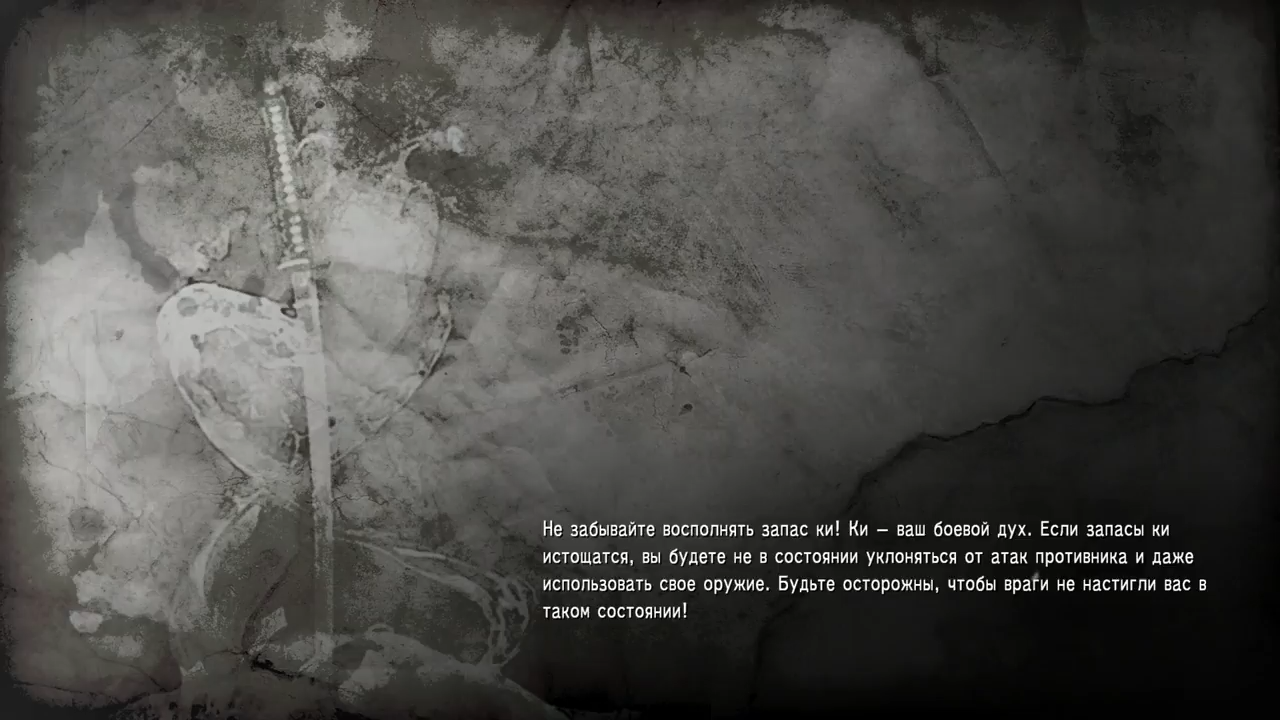 Не забывайте восполнять запас ки! Ки – ваш боевой дух. Если запасы ки
истощатся, вы будете не в состоянии уклоняться от атак противника и даже
использовать свое оружие. Будьте осторожны, чтобы враги не настигли вас в
таком состоянии!